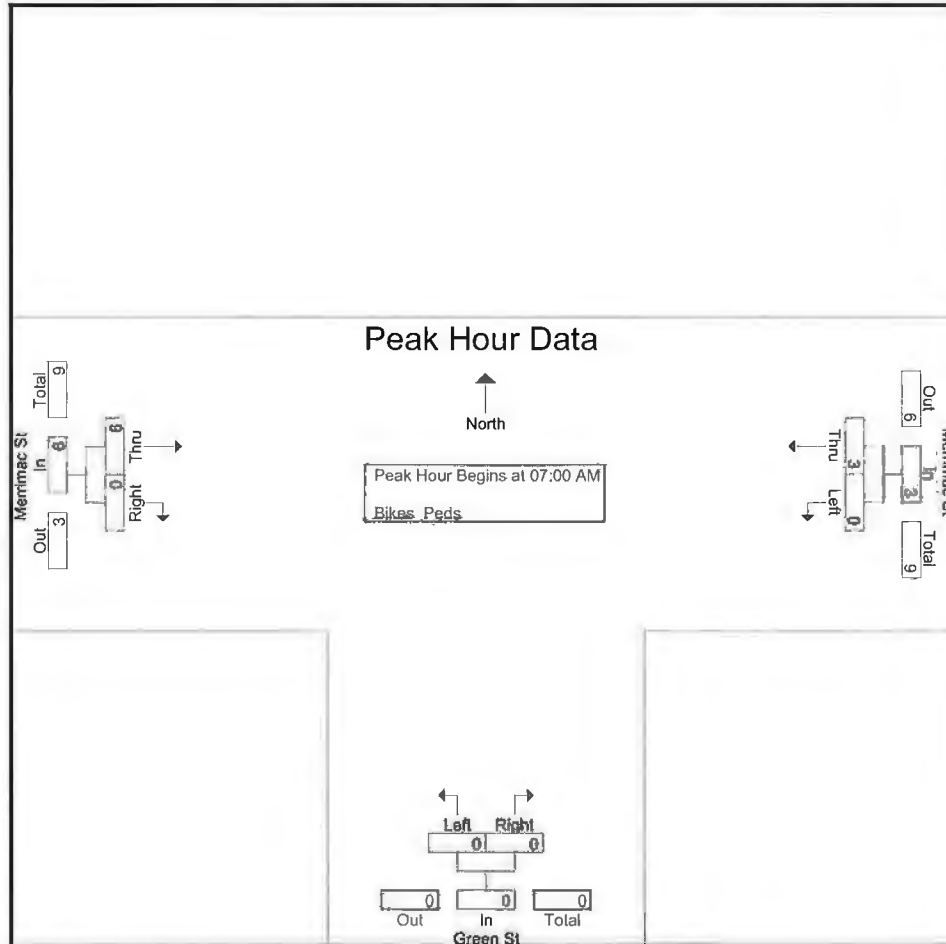 Peak Hour Data
North
Peak Hour Begins at 07:00 AM
Bikes Peds
Merrimac St
Out
3
In
6
Total
9
Right
0
Thru
6
Out
6
In
3
Total
9
Thru
3
Left
0
Left Right
0 0
0 0 0
Out In Total
Green St